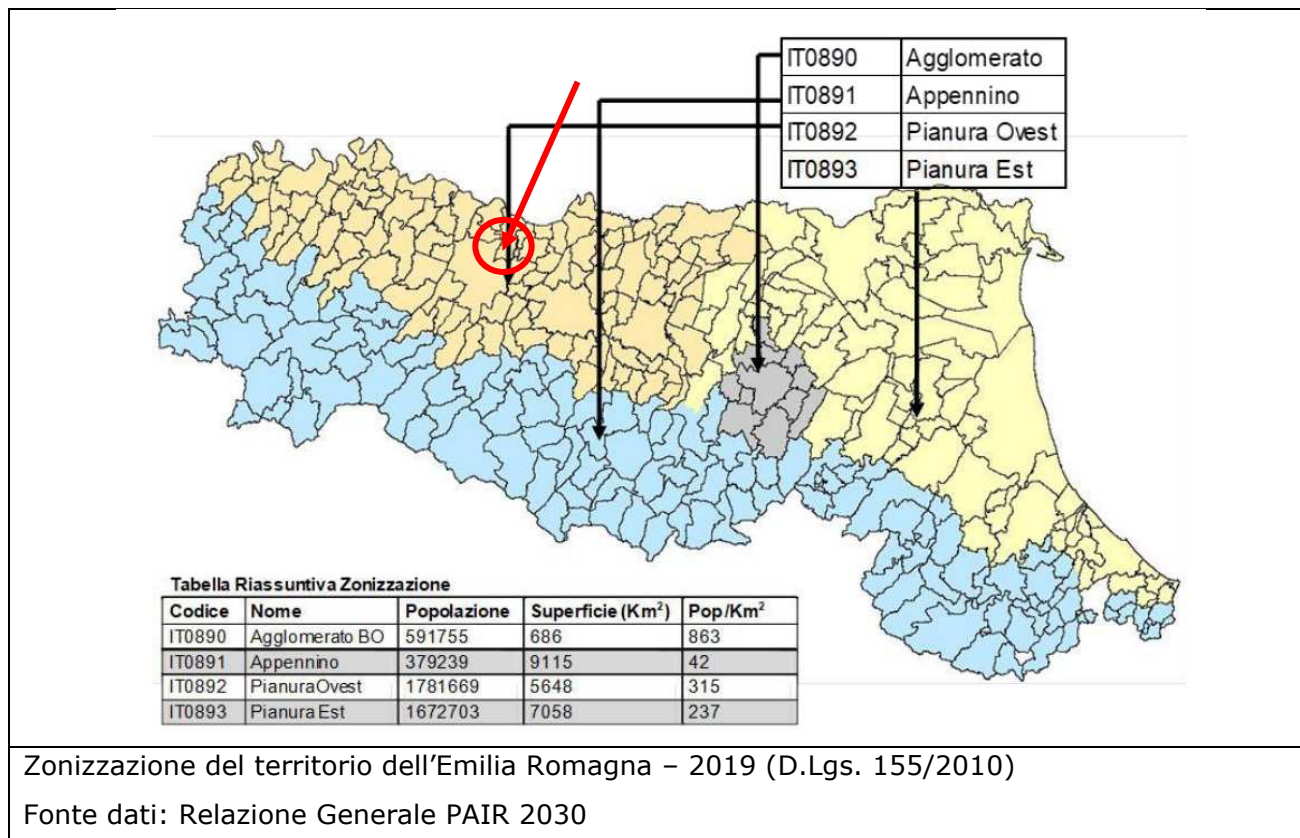 IT0890 Agglomerato
IT0891 Appennino
IT0892 Pianura Ovest
IT0893 Pianura Est
Tabella Riassuntiva Zonizzazione
Codice Nome Popolazione Superficie (Km²) Pop/Km²
IT0890 Agglomerato BO 591755 686 863
IT0891 Appennino 379239 9115 42
IT0892 PianuraOvest 1781669 5648 315
IT0893 Pianura Est 1672703 7058 237
Zonizzazione del territorio dell’Emilia Romagna – 2019 (D.Lgs. 155/2010)
Fonte dati: Relazione Generale PAIR 2030